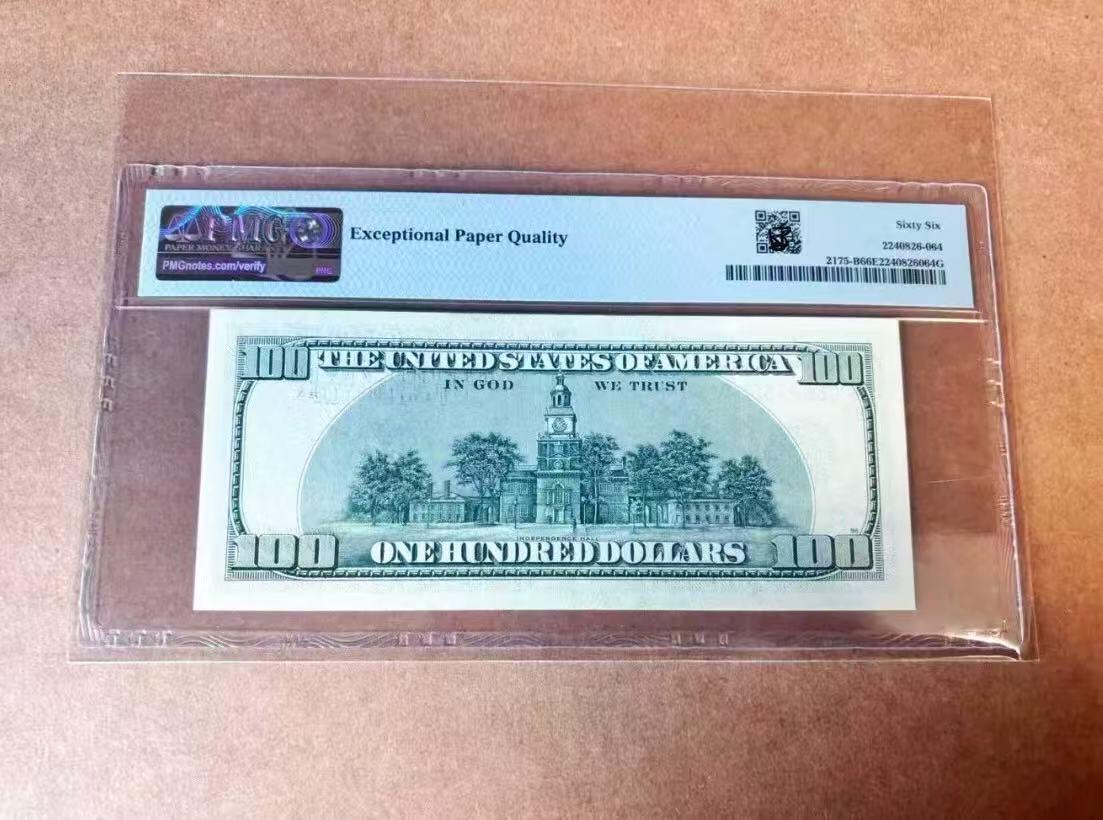 PMG
PAPER MONEY GUARANTY
PMGnotes.com/verify
PMG
Exceptional Paper Quality
Sixty Six
2240826-064
2175-B66E2240826064G
100 THE UNITED STATES OF AMERICA 100
IN GOD WE TRUST
INDEPENDENCE HALL
100 ONE HUNDRED DOLLARS 100